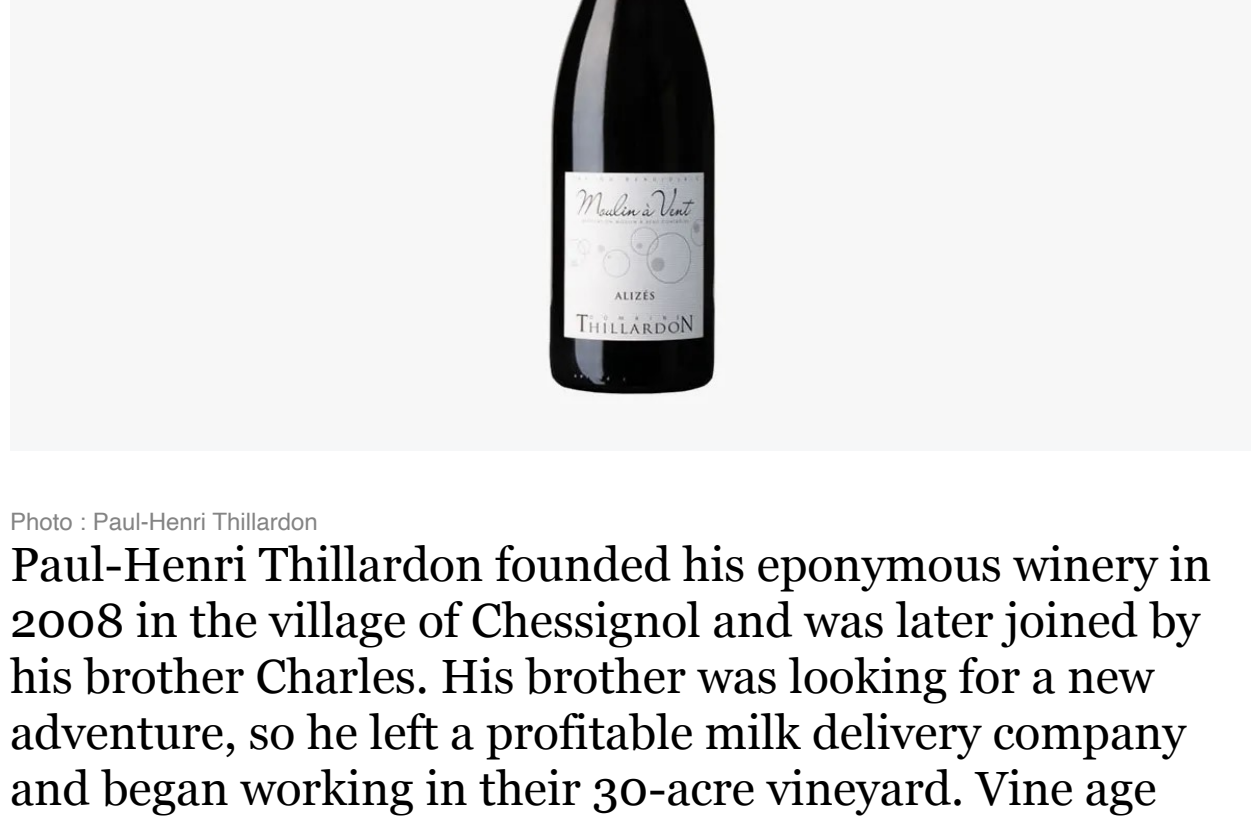 Moulin à Vent
ALIZÉS
DOMAINE
THILLARDON
Photo : Paul-Henri Thillardon
Paul-Henri Thillardon founded his eponymous winery in
2008 in the village of Chessignol and was later joined by
his brother Charles. His brother was looking for a new
adventure, so he left a profitable milk delivery company
and began working in their 30-acre vineyard. Vine age